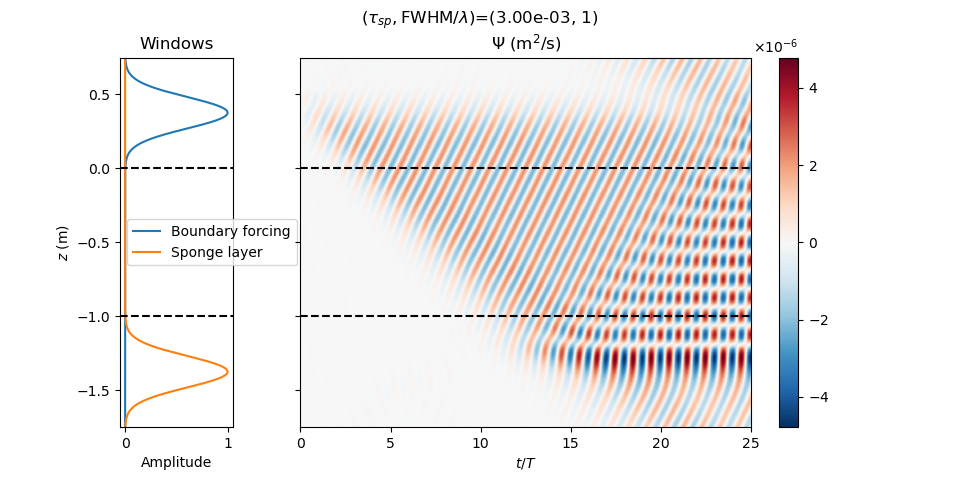 (τsp, FWHM/λ)=(3.00e-03, 1)
Windows
Ψ (m²/s)
×10⁻⁶
0.5
0.0
−0.5
−1.0
−1.5
z (m)
Boundary forcing
Sponge layer
0 1
Amplitude
0 5 10 15 20 25
t/T
4
2
0
−2
−4